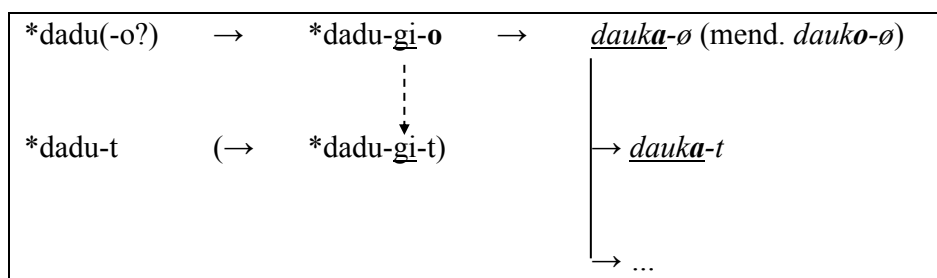 *dadu(-o?) → *dadu-gi-o → dauka-ø (mend. dauko-ø)
*dadu-t (→ *dadu-gi-t) → dauka-t
→ ...